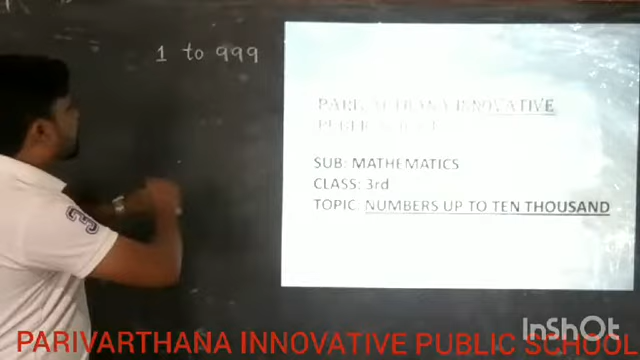 1 to 999
PARIVARTHANA INNOVATIVE
SUB: MATHEMATICS
CLASS: 3rd
TOPIC NUMBERS UP TO TEN THOUSAND
3
PARIVARTHANA INNOVATIVE PUBLIC SCHOOL
InShOt